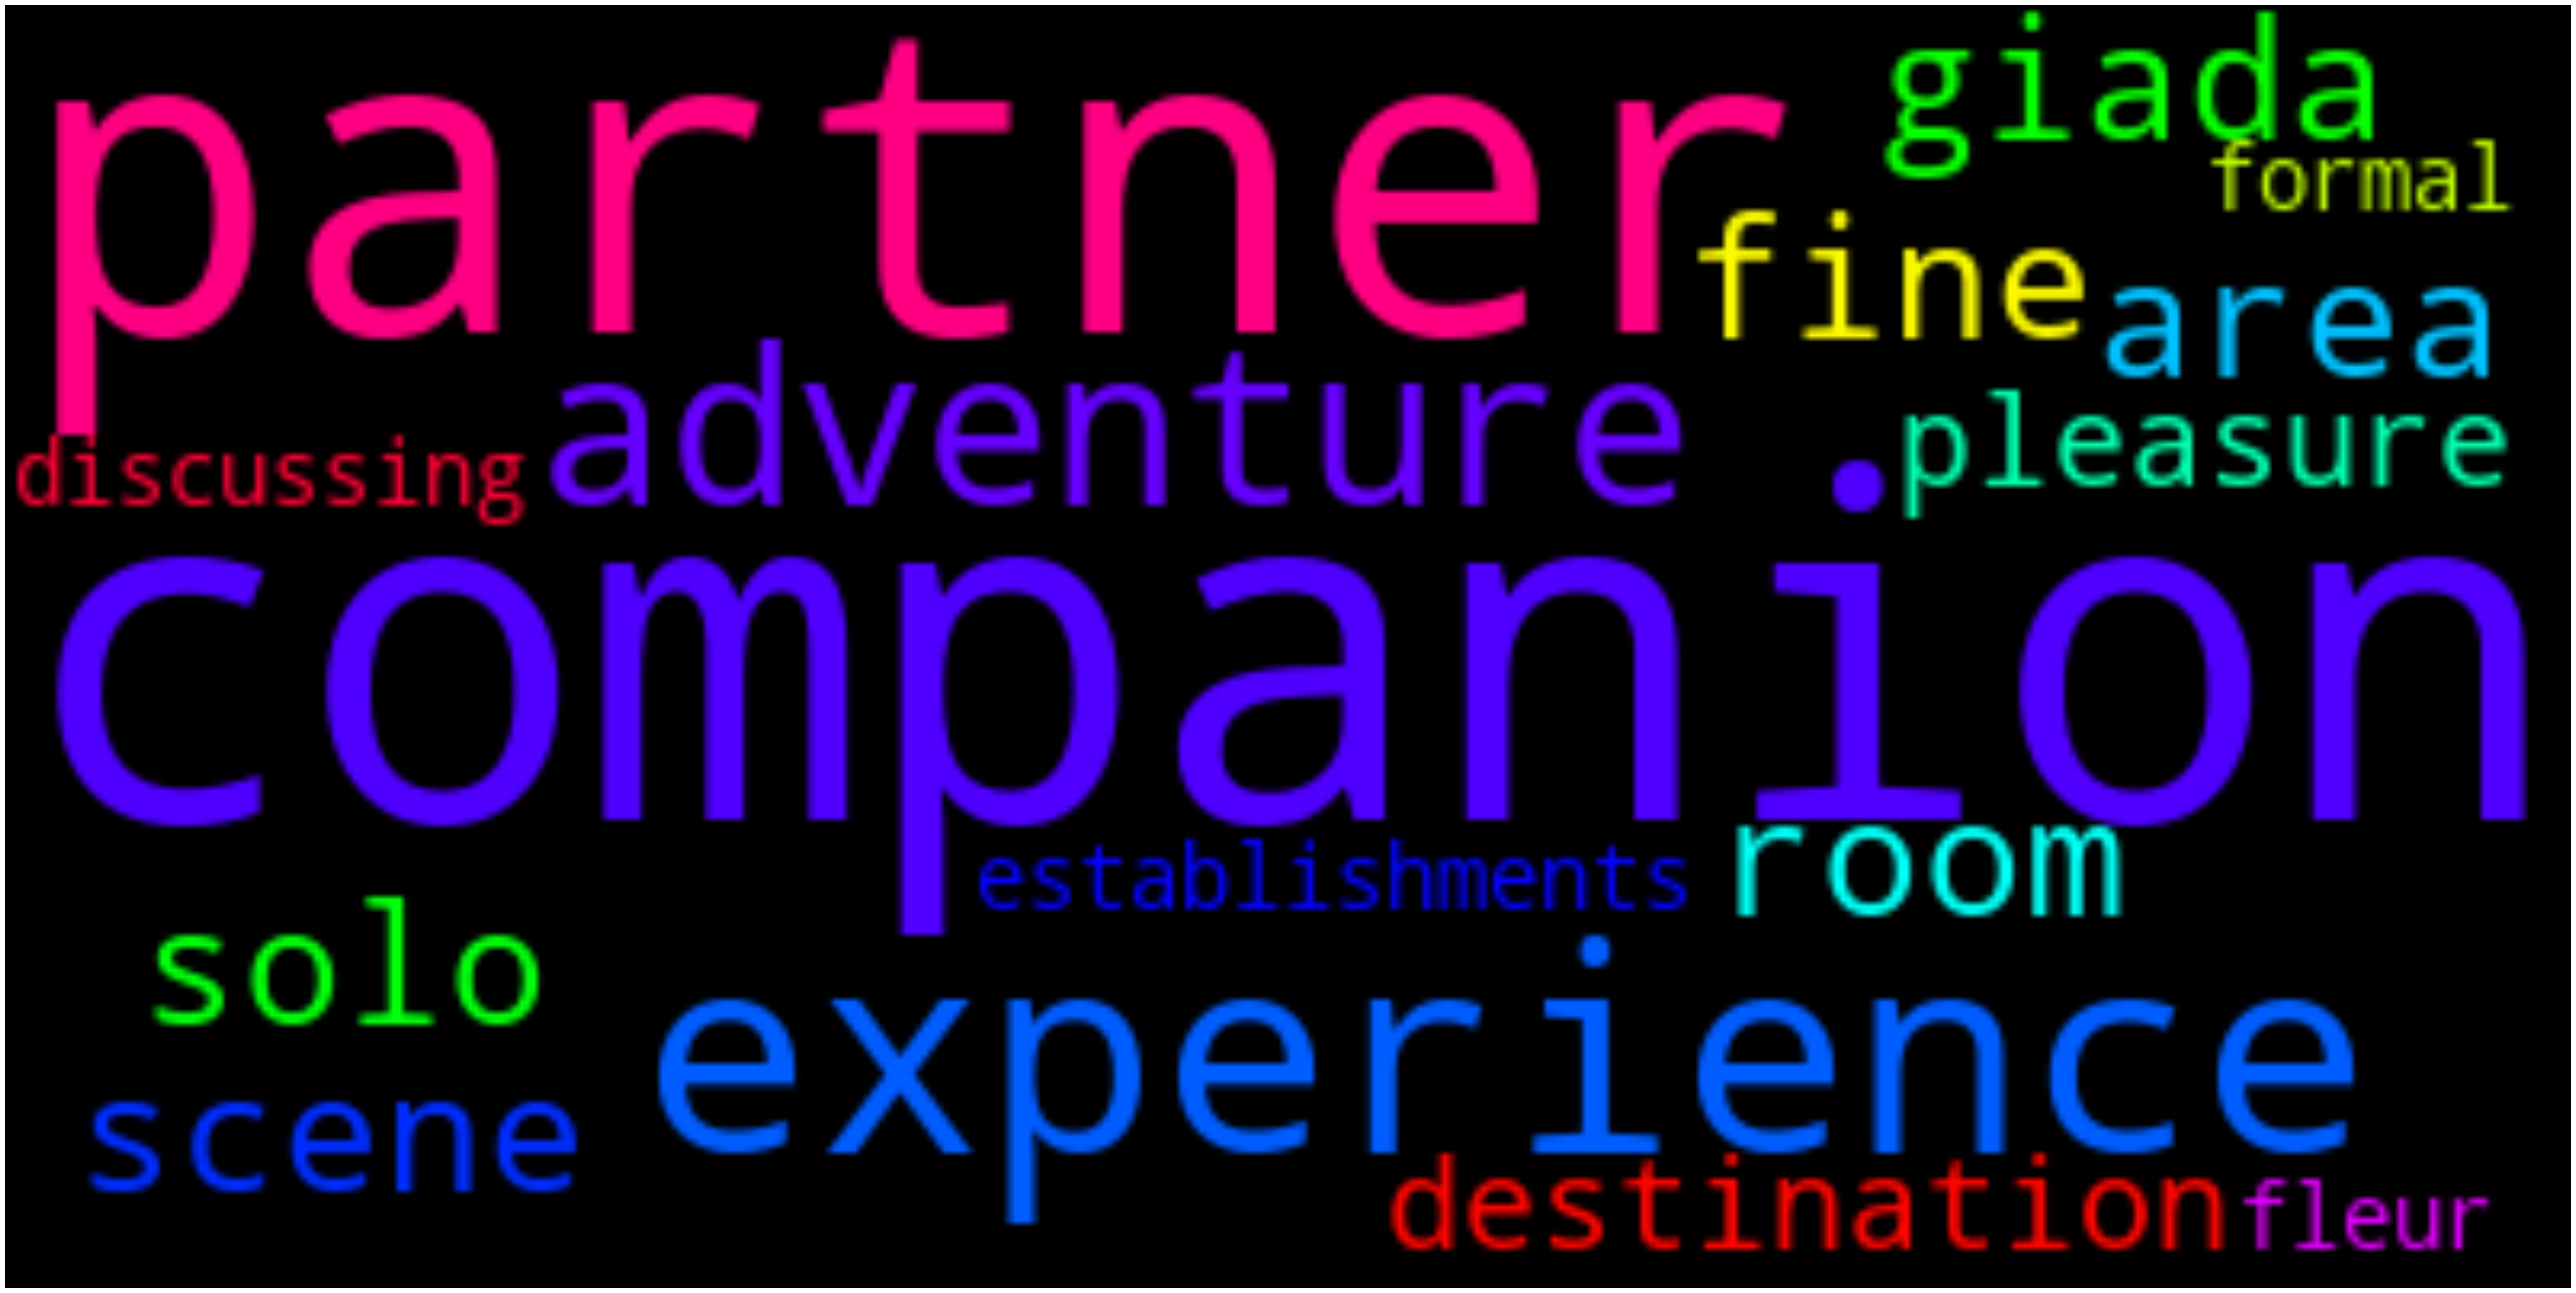 partner
giada
formal
fine
area
adventure
pleasure
discussing
companion
establishments
room
solo
experience
scene
destination
fleur